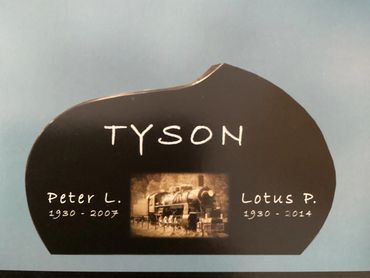 TYSON
Peter L. Lotus P.
1930 - 2007 1930 - 2014